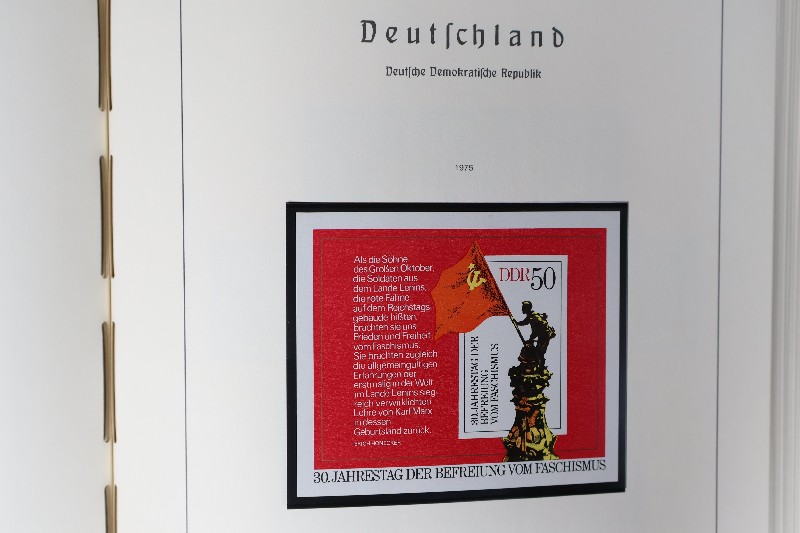 Deutſchland
Deutſche Demokratiſche Republik
1975
Als die Söhne
des Großen Oktober,
die Soldaten aus
dem Lande Lenins,
die rote Fahne
auf dem Reichstags-
gebäude hißten,
brachten sie uns
Frieden und Freiheit
vom Faschismus.
Sie brachten zugleich
die allgemeingültigen
Erfahrungen der
erstmalig in der Welt
im Lande Lenins sieg-
reich verwirklichten
Lehre von Karl Marx
in dessen
Geburtsland zurück.
ERICH HONECKER
DDR 50
30. JAHRESTAG DER
BEFREIUNG
VOM FASCHISMUS
30. JAHRESTAG DER BEFREIUNG VOM FASCHISMUS